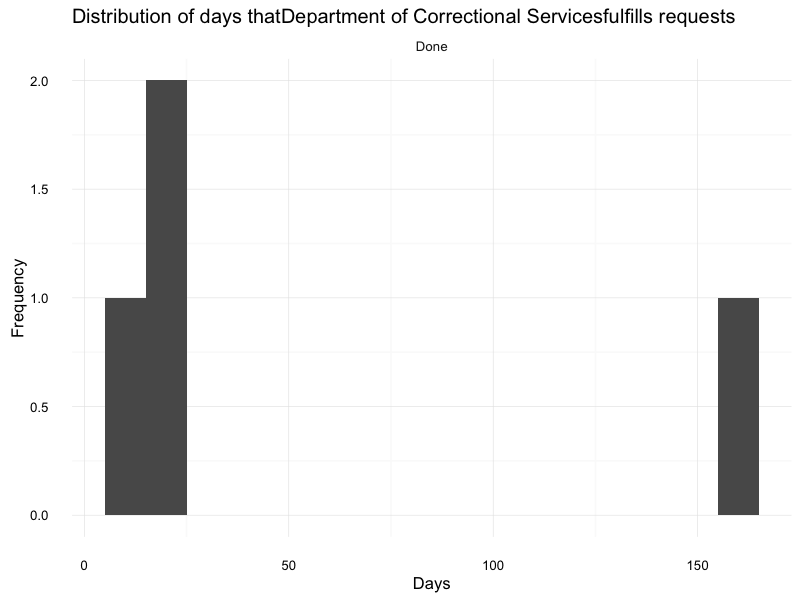 Distribution of days thatDepartment of Correctional Servicesfulfills requests
Done
Frequency
2.0
1.5
1.0
0.5
0.0
0 50 100 150
Days